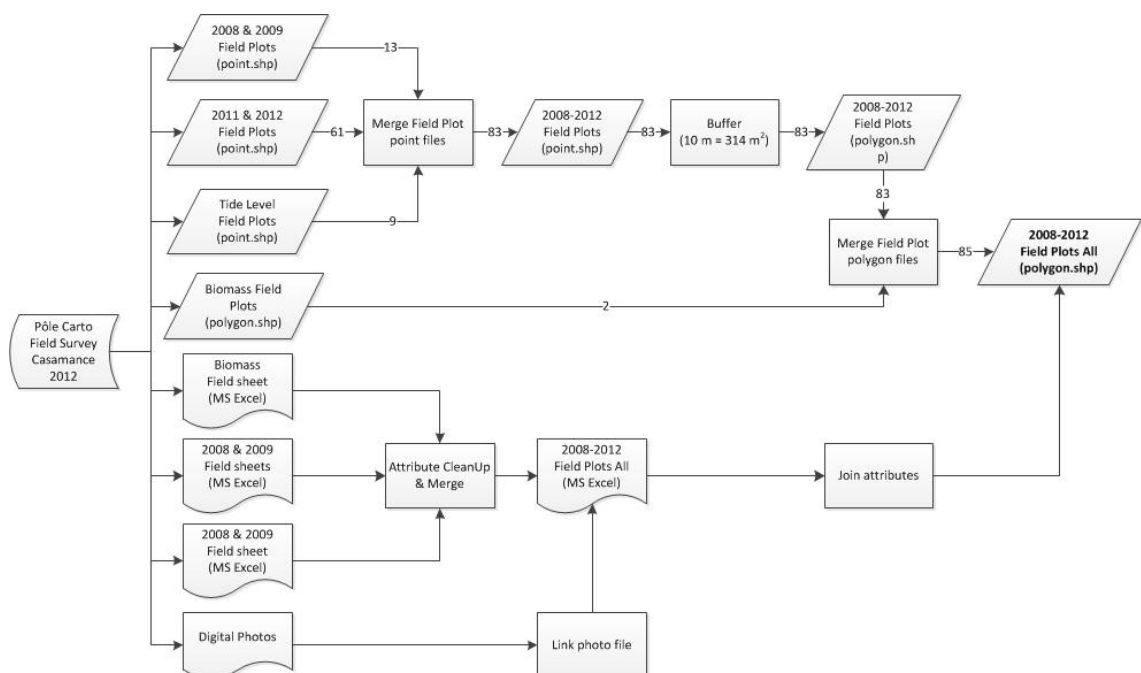 2008 & 2009
Field Plots
(point.shp)
13
2011 & 2012
Field Plots
(point.shp)
61
Merge Field Plot
point files
83
2008-2012
Field Plots
(point.shp)
83
Buffer
(10 m = 314 m²)
83
2008-2012
Field Plots
(polygon.sh
p)
Tide Level
Field Plots
(point.shp)
9
83
Merge Field Plot
polygon files
85
2008-2012
Field Plots All
(polygon.shp)
Biomass Field
Plots
(polygon.shp)
2
Pôle Carto
Field Survey
Casamance
2012
Biomass
Field sheet
(MS Excel)
2008 & 2009
Field sheets
(MS Excel)
Attribute CleanUp
& Merge
2008-2012
Field Plots All
(MS Excel)
Join attributes
2008 & 2009
Field sheet
(MS Excel)
Digital Photos
Link photo file